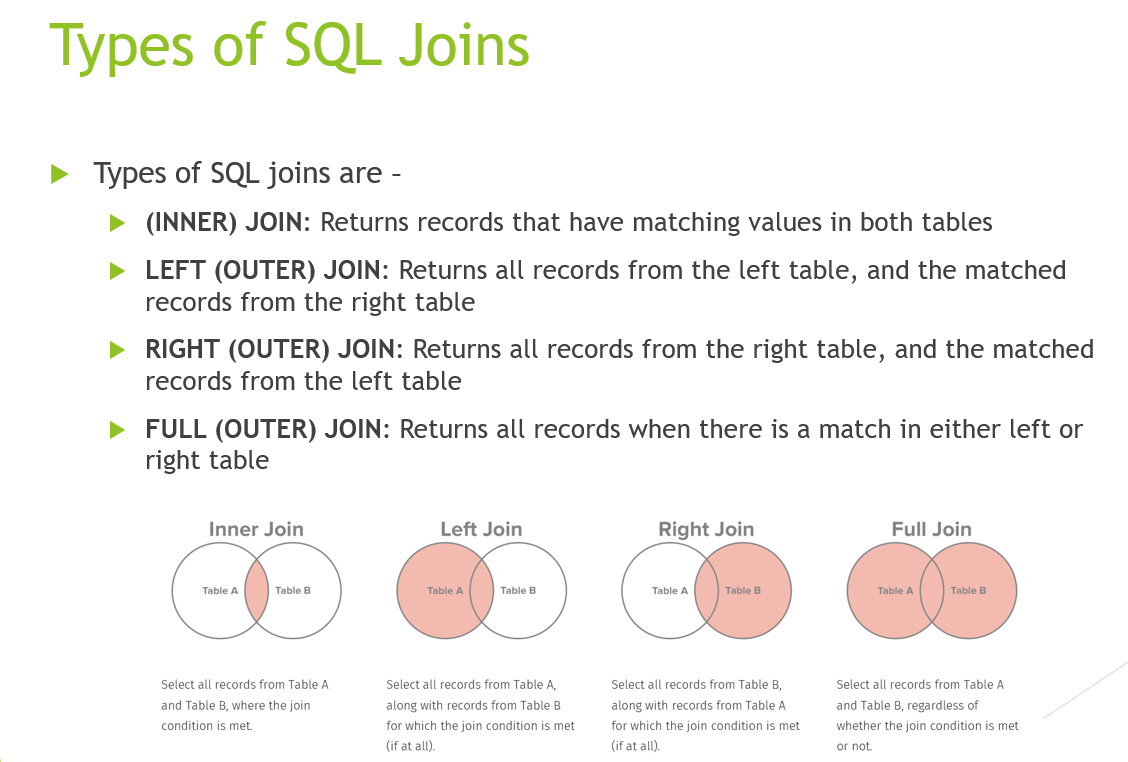 Types of SQL Joins
Types of SQL joins are –
(INNER) JOIN: Returns records that have matching values in both tables
LEFT (OUTER) JOIN: Returns all records from the left table, and the matched
records from the right table
RIGHT (OUTER) JOIN: Returns all records from the right table, and the matched
records from the left table
FULL (OUTER) JOIN: Returns all records when there is a match in either left or
right table
Inner Join
Table A
Table B
Select all records from Table A
and Table B, where the join
condition is met.
Left Join
Table A
Table B
Select all records from Table A,
along with records from Table B
for which the join condition is met
(if at all).
Right Join
Table A
Table B
Select all records from Table B,
along with records from Table A
for which the join condition is met
(if at all).
Full Join
Table A
Table B
Select all records from Table A
and Table B, regardless of
whether the join condition is met
or not.